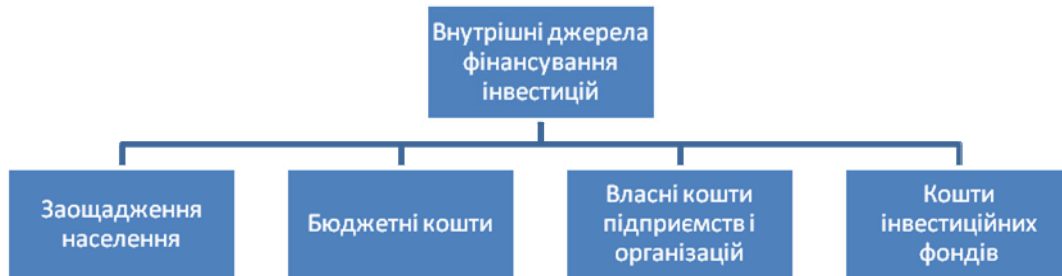 Внутрішні джерела
фінансування
інвестицій
Заощадження
населення
Бюджетні кошти
Власні кошти
підприємств і
організацій
Кошти
інвестиційних
фондів